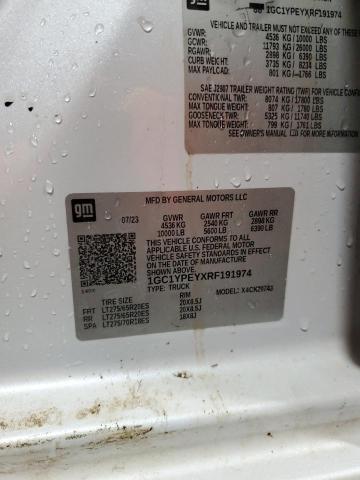 1GC1YPEYXRF191974
VEHICLE AND TRAILER MUST NOT EXCEED ANY
GVWR: 4536 KG / 10000 LBS
GCWR: 11793 KG / 26000 LBS
RGAWR: 2898 KG / 6390 LBS
CURB WEIGHT: 3735 KG / 8234 LBS
MAX PAYLOAD: 801 KG / 1766 LBS
SAE J2807 TRAILER WEIGHT RATING (TWR) FOR
CONVENTIONAL TWR: 8074 KG / 17800 LBS
MAX TONGUE WEIGHT: 807 KG / 1780 LBS
GOOSENECK TWR: 5325 KG / 11740 LBS
MAX TONGUE WEIGHT: 799 KG / 1761 LBS
SEE OWNER'S MANUAL FOR
gm
MFD BY GENERAL MOTORS LLC
07/23 GVWR GAWR FRT GAWR RR
4536 KG 2540 KG 2898 KG
10000 LB 5600 LB 6390 LB
THIS VEHICLE CONFORMS TO ALL
APPLICABLE U.S. FEDERAL MOTOR
VEHICLE SAFETY STANDARDS IN EFFECT ON
THE DATE OF MANUFACTURE SHOWN ABOVE.
1GC1YPEYXRF191974
TYPE: TRUCK
TIRE SIZE RIM
FRT LT275/65R20ES 20X8.5J
RR LT275/65R20ES 20X8.5J
SPA LT275/70R18ES 18X8J